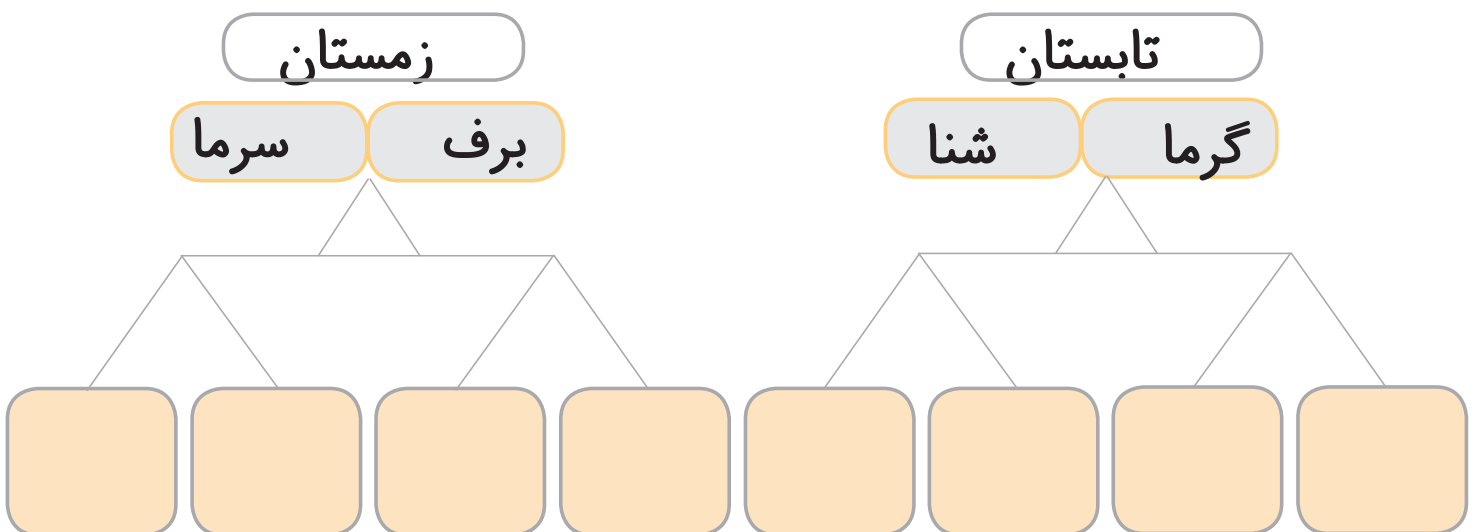 تابستان
زمستان
گرما
شنا
برف
سرما